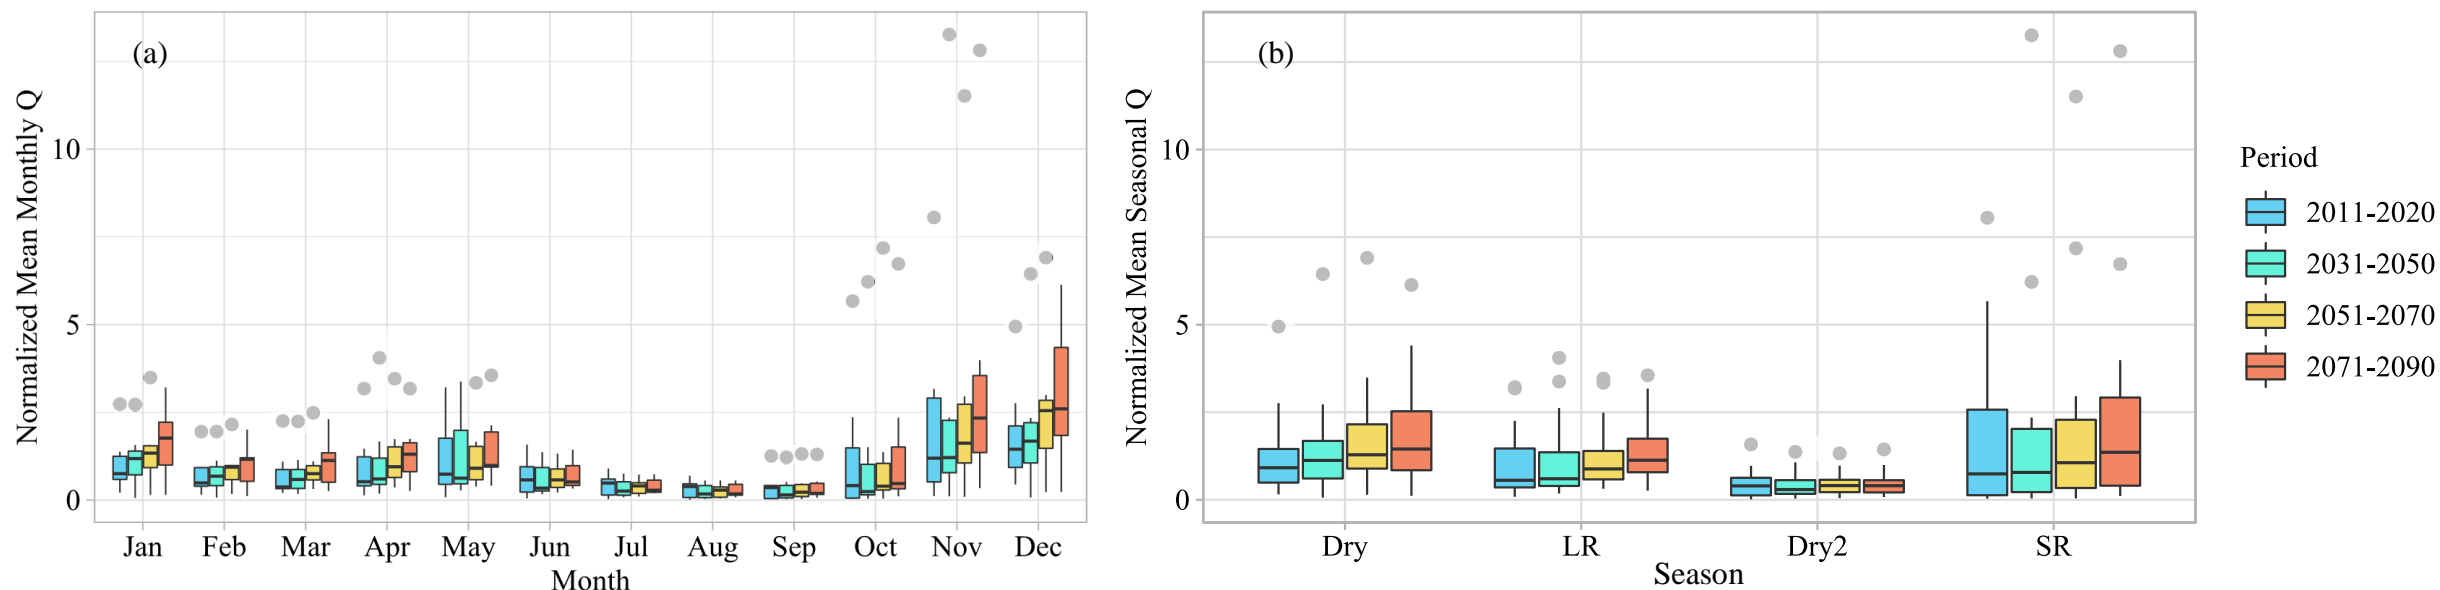 (a)
Normalized Mean Monthly Q
10
5
0
Jan Feb Mar Apr May Jun Jul Aug Sep Oct Nov Dec
Month
(b)
Normalized Mean Seasonal Q
10
5
0
Dry LR Dry2 SR
Season
Period
2011-2020
2031-2050
2051-2070
2071-2090